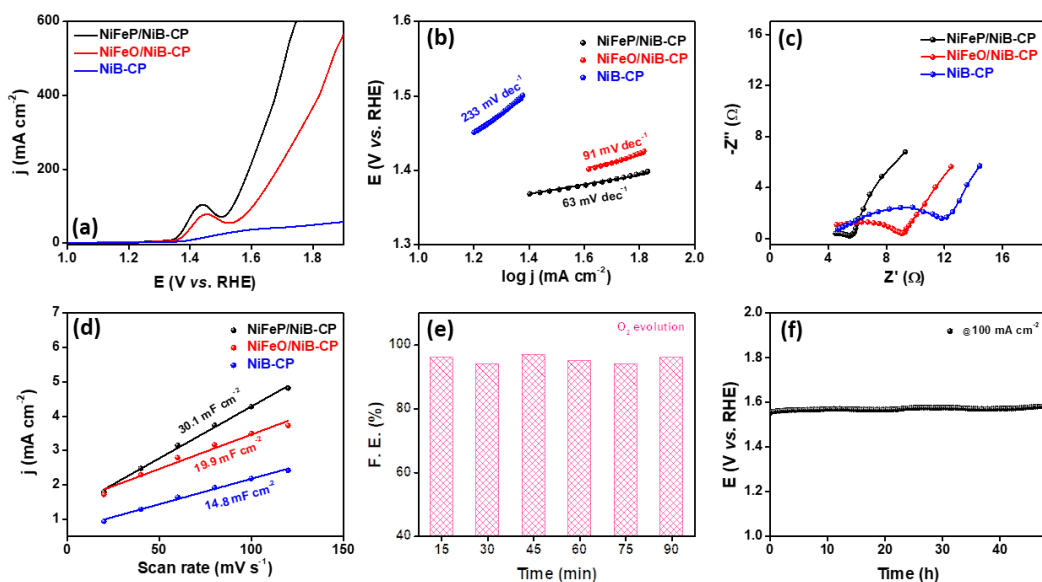 600
400
200
0
j (mA cm⁻²)
NiFeP/NiB-CP
NiFeO/NiB-CP
NiB-CP
(a)
1.0 1.2 1.4 1.6 1.8
E (V vs. RHE)
(b)
1.6
1.5
1.4
1.3
E (V vs. RHE)
NiFeP/NiB-CP
NiFeO/NiB-CP
NiB-CP
233 mV dec⁻¹
91 mV dec⁻¹
63 mV dec⁻¹
1.0 1.2 1.4 1.6 1.8 2.0
log j (mA cm⁻²)
(c)
16
12
8
4
0
-Z'' (Ω)
NiFeP/NiB-CP
NiFeO/NiB-CP
NiB-CP
0 4 8 12 16
Z' (Ω)
(d)
7
6
5
4
3
2
1
j (mA cm⁻²)
NiFeP/NiB-CP
NiFeO/NiB-CP
NiB-CP
30.1 mF cm⁻²
19.9 mF cm⁻²
14.8 mF cm⁻²
0 50 100 150
Scan rate (mV s⁻¹)
(e)
O₂ evolution
100
80
60
40
F. E. (%)
15 30 45 60 75 90
Time (min)
(f)
@100 mA cm⁻²
2.0
1.8
1.6
1.4
1.2
1.0
E (V vs. RHE)
0 10 20 30 40
Time (h)